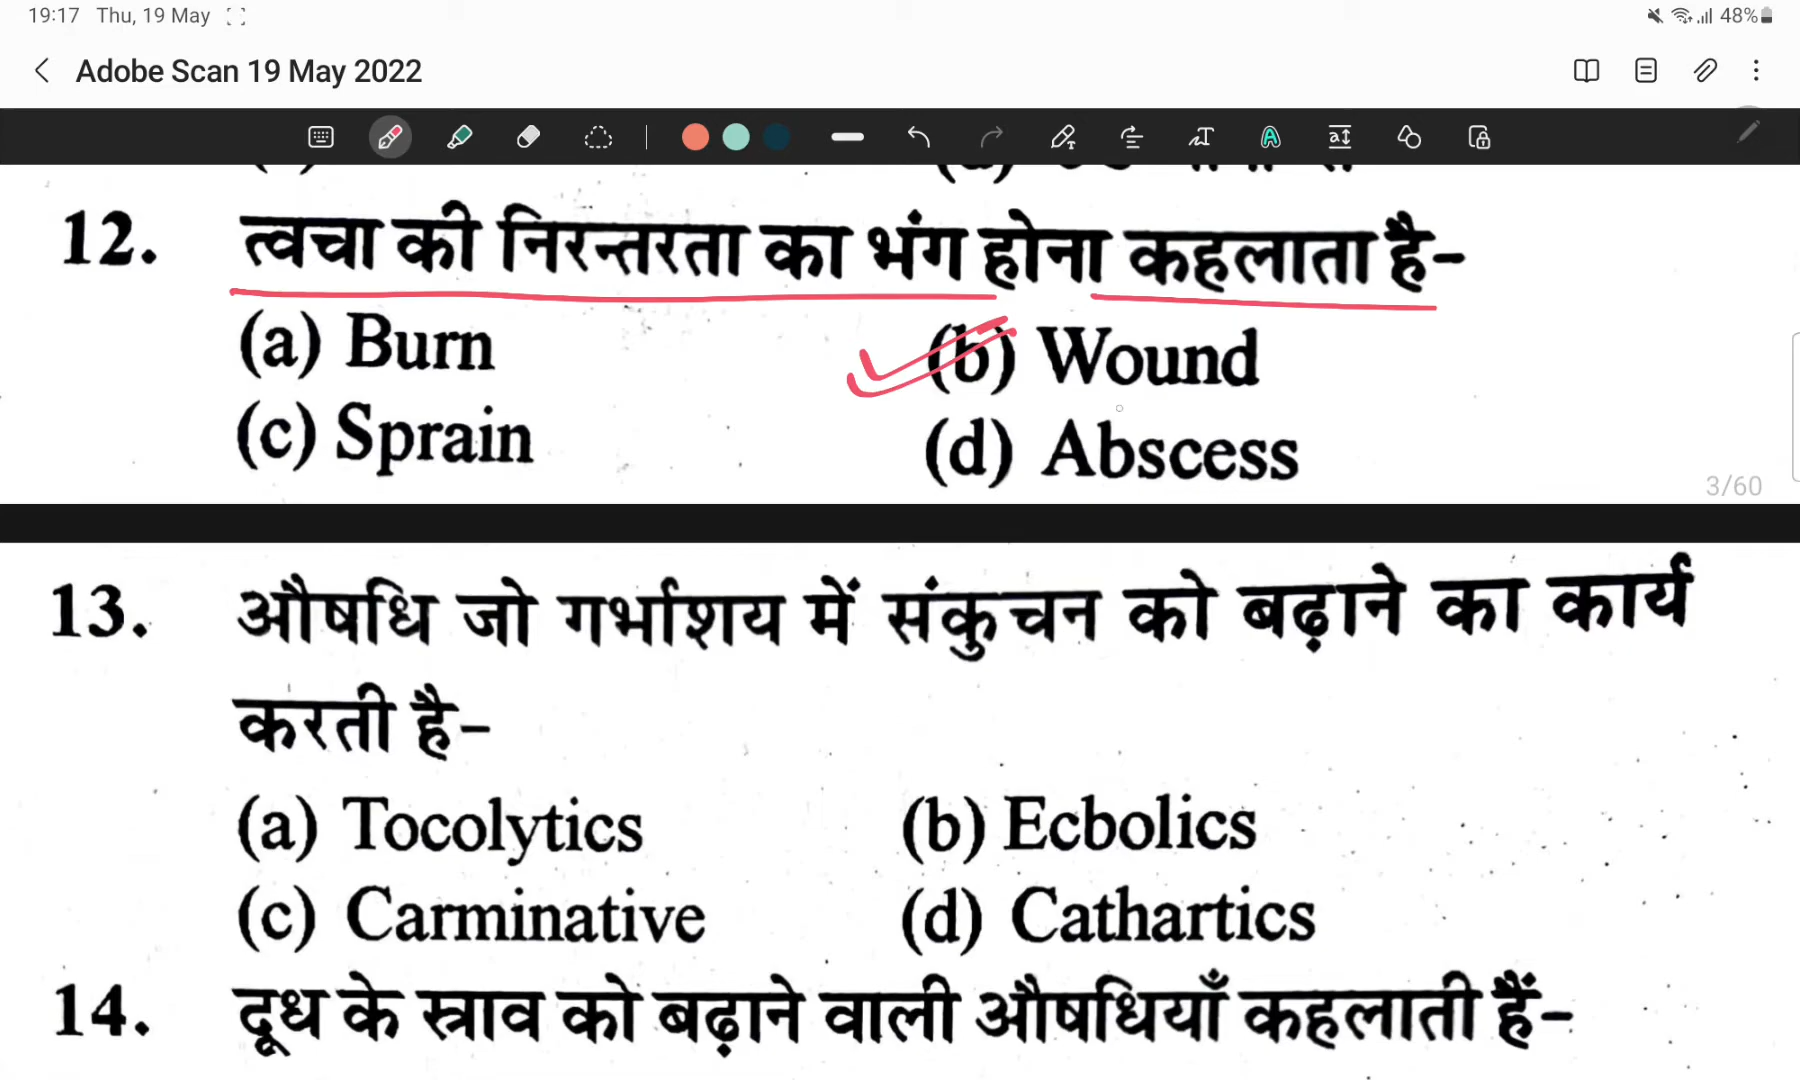 19:17 Thu, 19 May 48%
Adobe Scan 19 May 2022
12. त्वचा की निरन्तरता का भंग होना कहलाता है-
(a) Burn (b) Wound
(c) Sprain (d) Abscess
3/60
13. औषधि जो गर्भाशय में संकुचन को बढ़ाने का कार्य
करती है-
(a) Tocolytics (b) Ecbolics
(c) Carminative (d) Cathartics
14. दूध के स्राव को बढ़ाने वाली औषधियाँ कहलाती हैं-